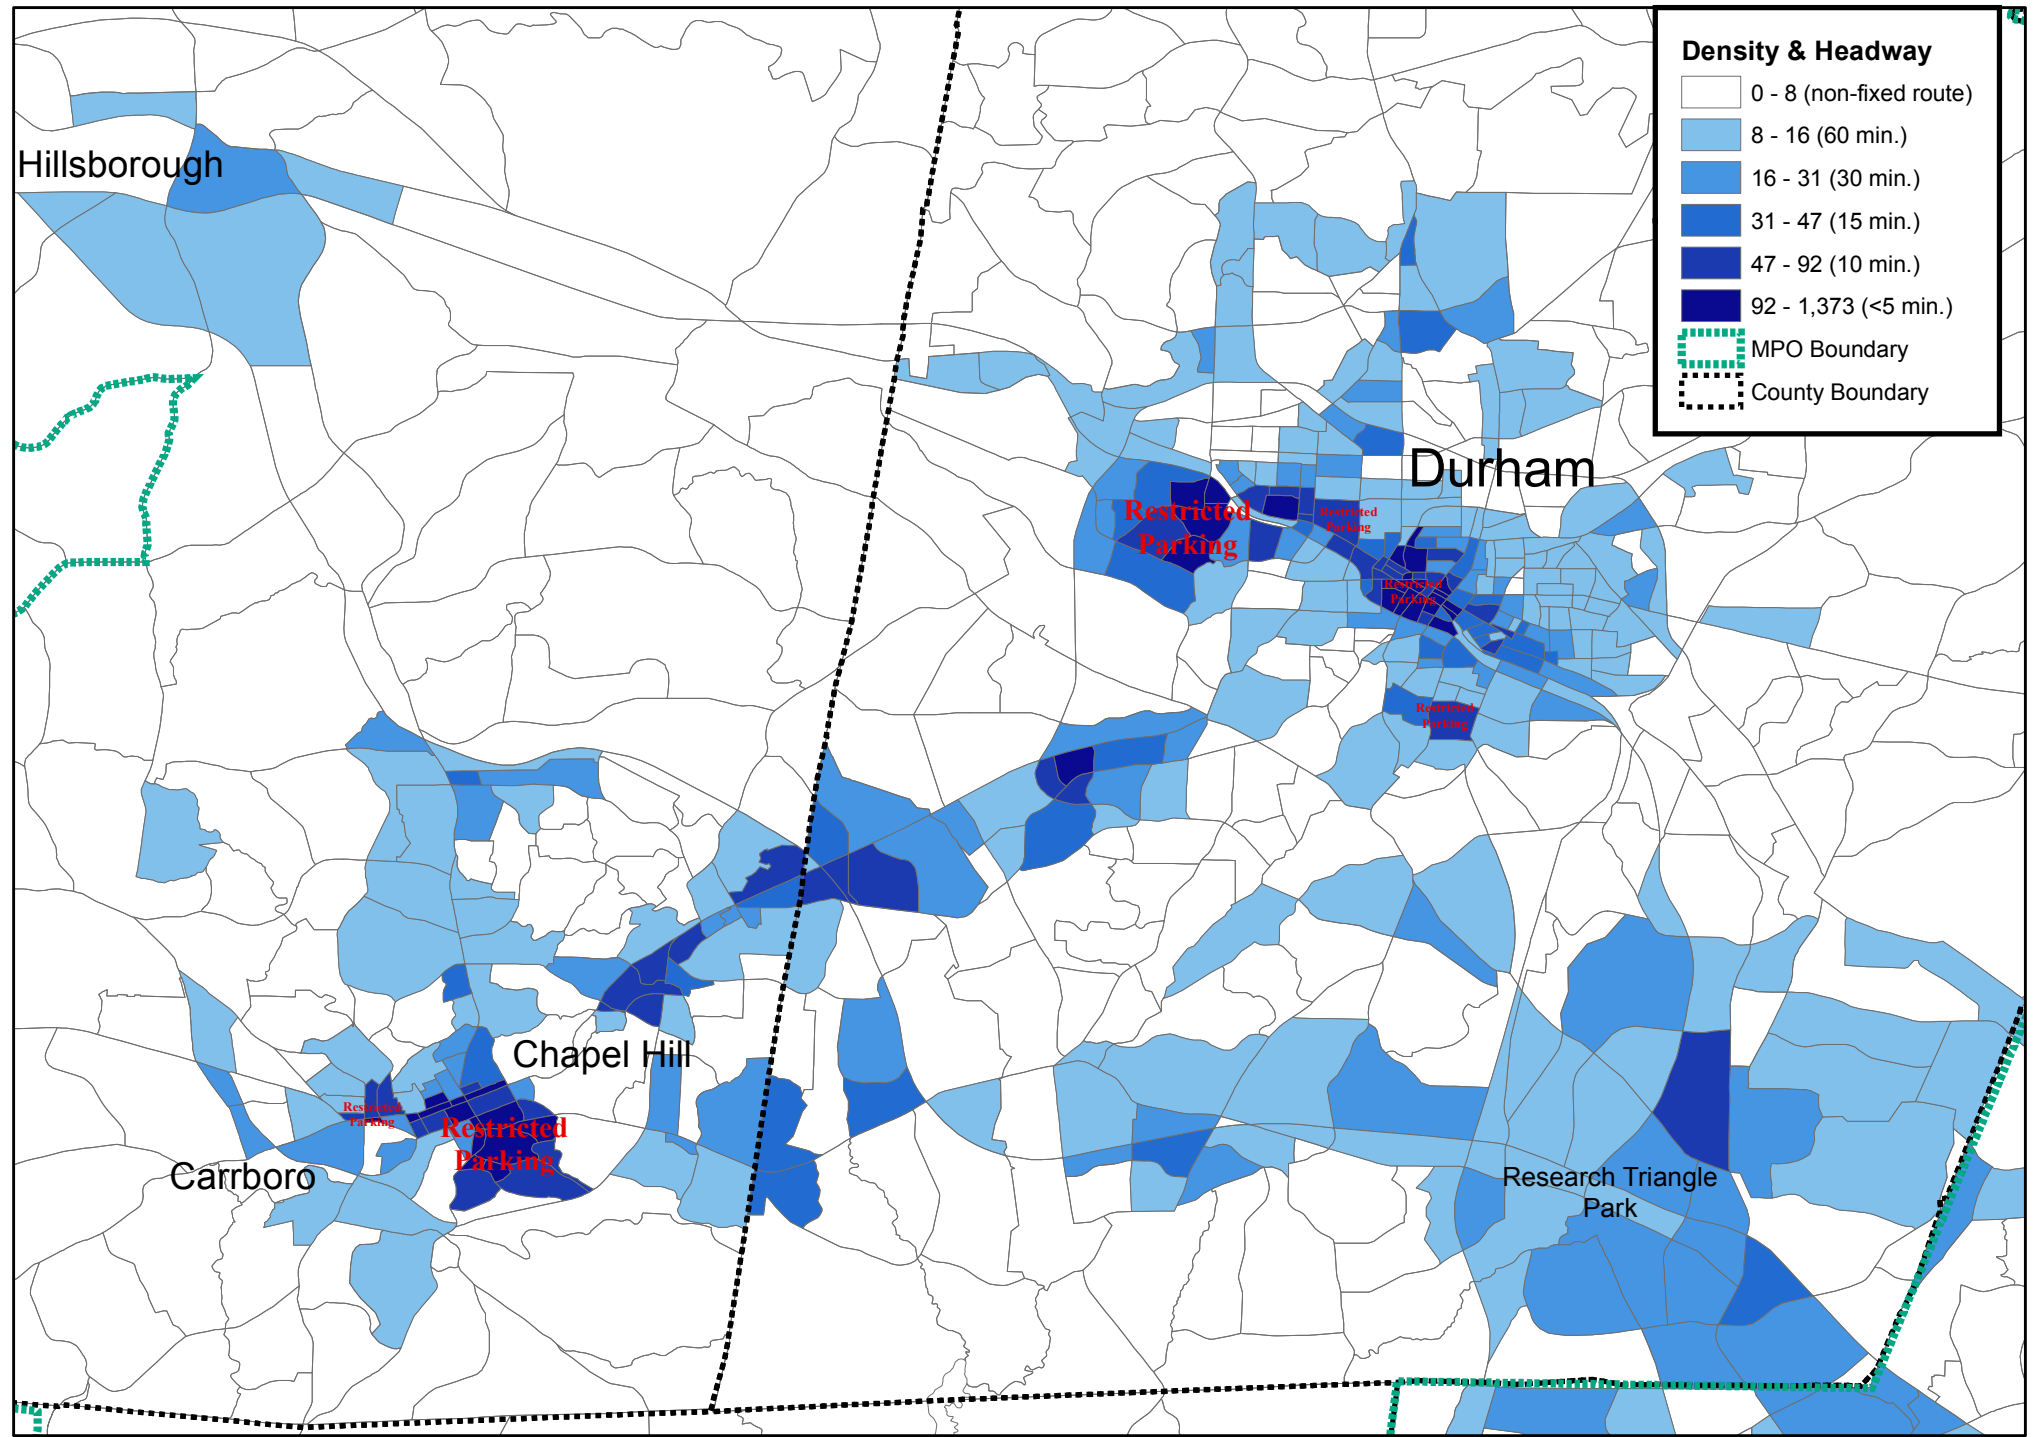 Density & Headway
0 - 8 (non-fixed route)
8 - 16 (60 min.)
16 - 31 (30 min.)
31 - 47 (15 min.)
47 - 92 (10 min.)
92 - 1,373 (<5 min.)
MPO Boundary
County Boundary
Hillsborough
Durham
Restricted
Parking
Restricted
Parking
Restricted
Parking
Restricted
Parking
Chapel Hill
Restricted
Parking
Restricted
Parking
Carrboro
Research Triangle
Park